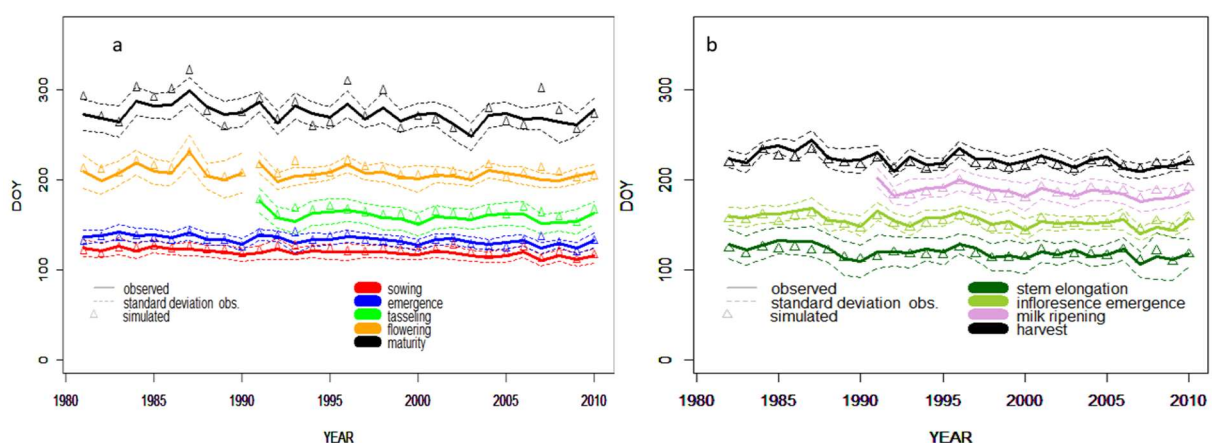 a
300
200
100
0
DOY
observed
standard deviation obs.
simulated
sowing
emergence
tasseling
flowering
maturity
1980 1985 1990 1995 2000 2005 2010
YEAR
b
300
200
100
0
DOY
observed
standard deviation obs.
simulated
stem elongation
infloresence emergence
milk ripening
harvest
1980 1985 1990 1995 2000 2005 2010
YEAR